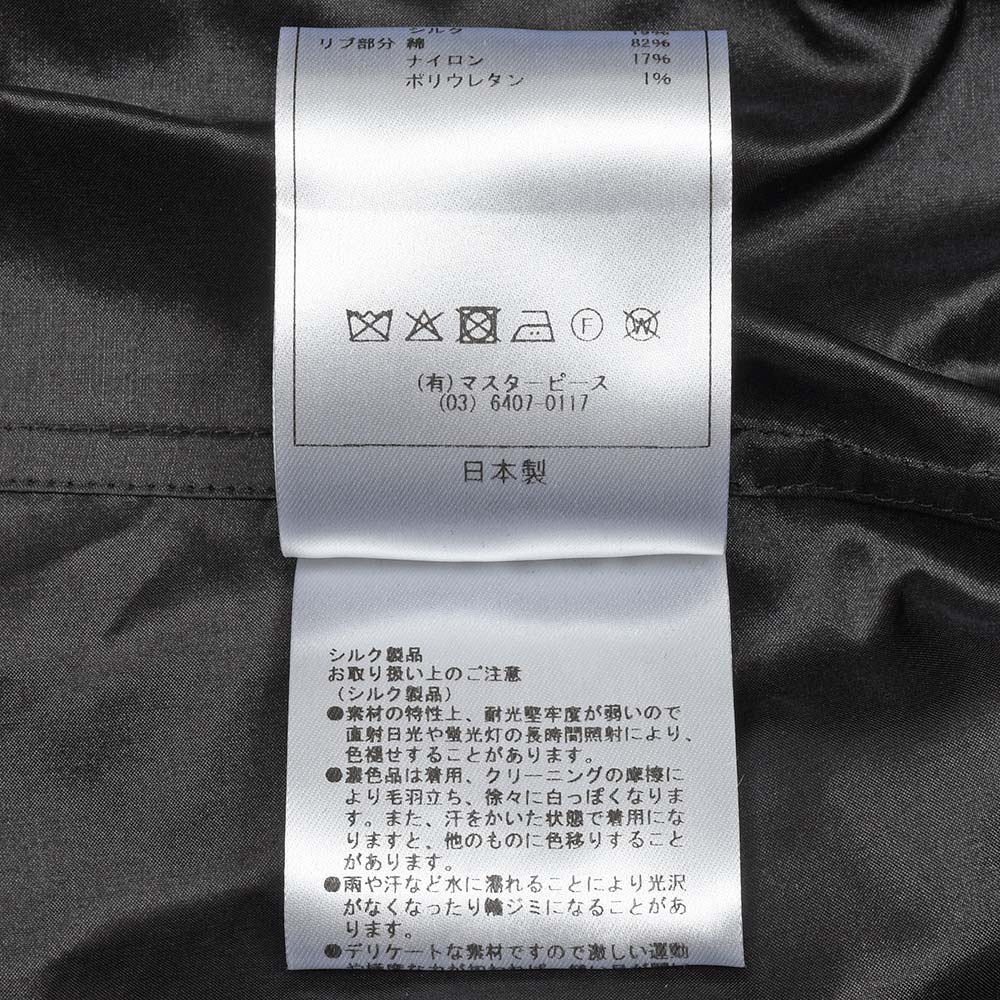 シルク
リブ部分 綿 82%
ナイロン 17%
ポリウレタン 1%
F
W
(有)マスターピース
(03) 6407-0117
日本製
シルク製品
お取り扱い上のご注意
(シルク製品)
●素材の特性上、耐光堅牢度が弱いので
直射日光や蛍光灯の長時間照射により、
色褪せすることがあります。
●濃色品は着用、クリーニングの摩擦に
より毛羽立ち、徐々に白っぽくなりま
す。また、汗をかいた状態で着用にな
りますと、他のものに色移りすること
があります。
●雨や汗など水に濡れることにより光沢
がなくなったり輪ジミになることがあ
ります。
●デリケートな素材ですので激しい運動